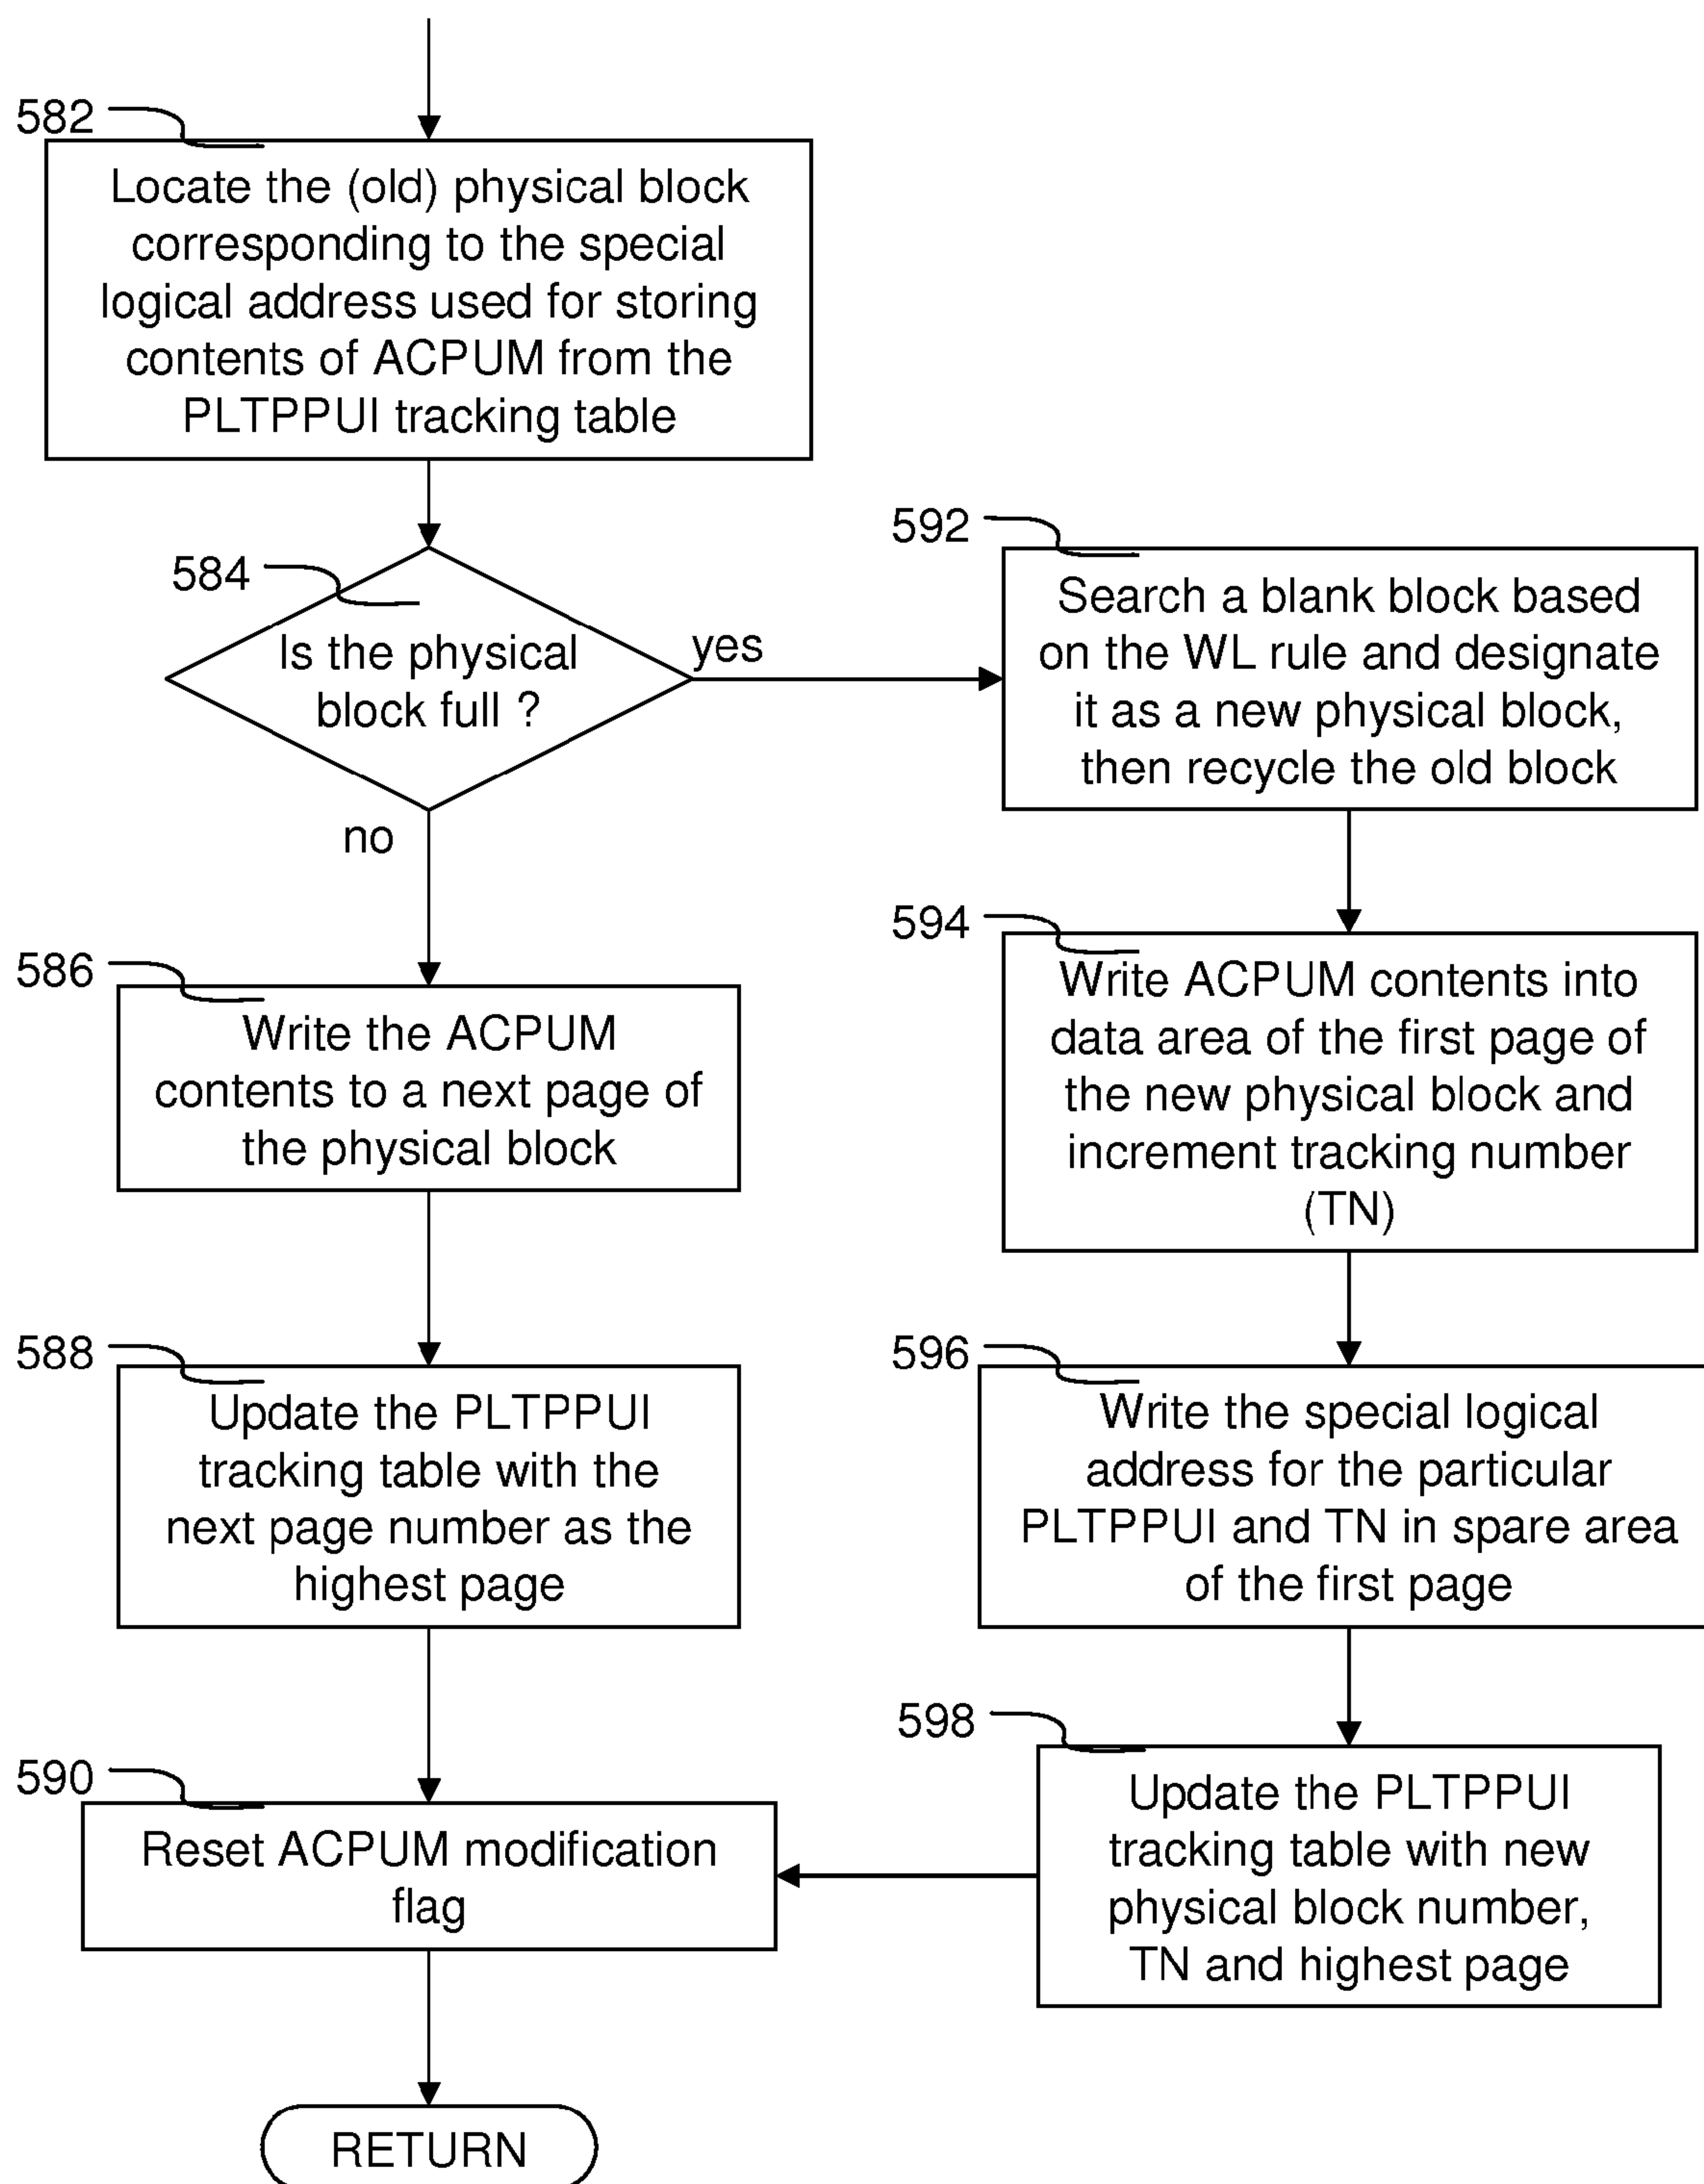 582
Locate the (old) physical block
corresponding to the special
logical address used for storing
contents of ACPUM from the
PLTPPUI tracking table
584
Is the physical
block full ?
yes
no
592
Search a blank block based
on the WL rule and designate
it as a new physical block,
then recycle the old block
586
Write the ACPUM
contents to a next page of
the physical block
594
Write ACPUM contents into
data area of the first page of
the new physical block and
increment tracking number
(TN)
588
Update the PLTPPUI
tracking table with the
next page number as the
highest page
596
Write the special logical
address for the particular
PLTPPUI and TN in spare area
of the first page
598
Update the PLTPPUI
tracking table with new
physical block number,
TN and highest page
590
Reset ACPUM modification
flag
RETURN